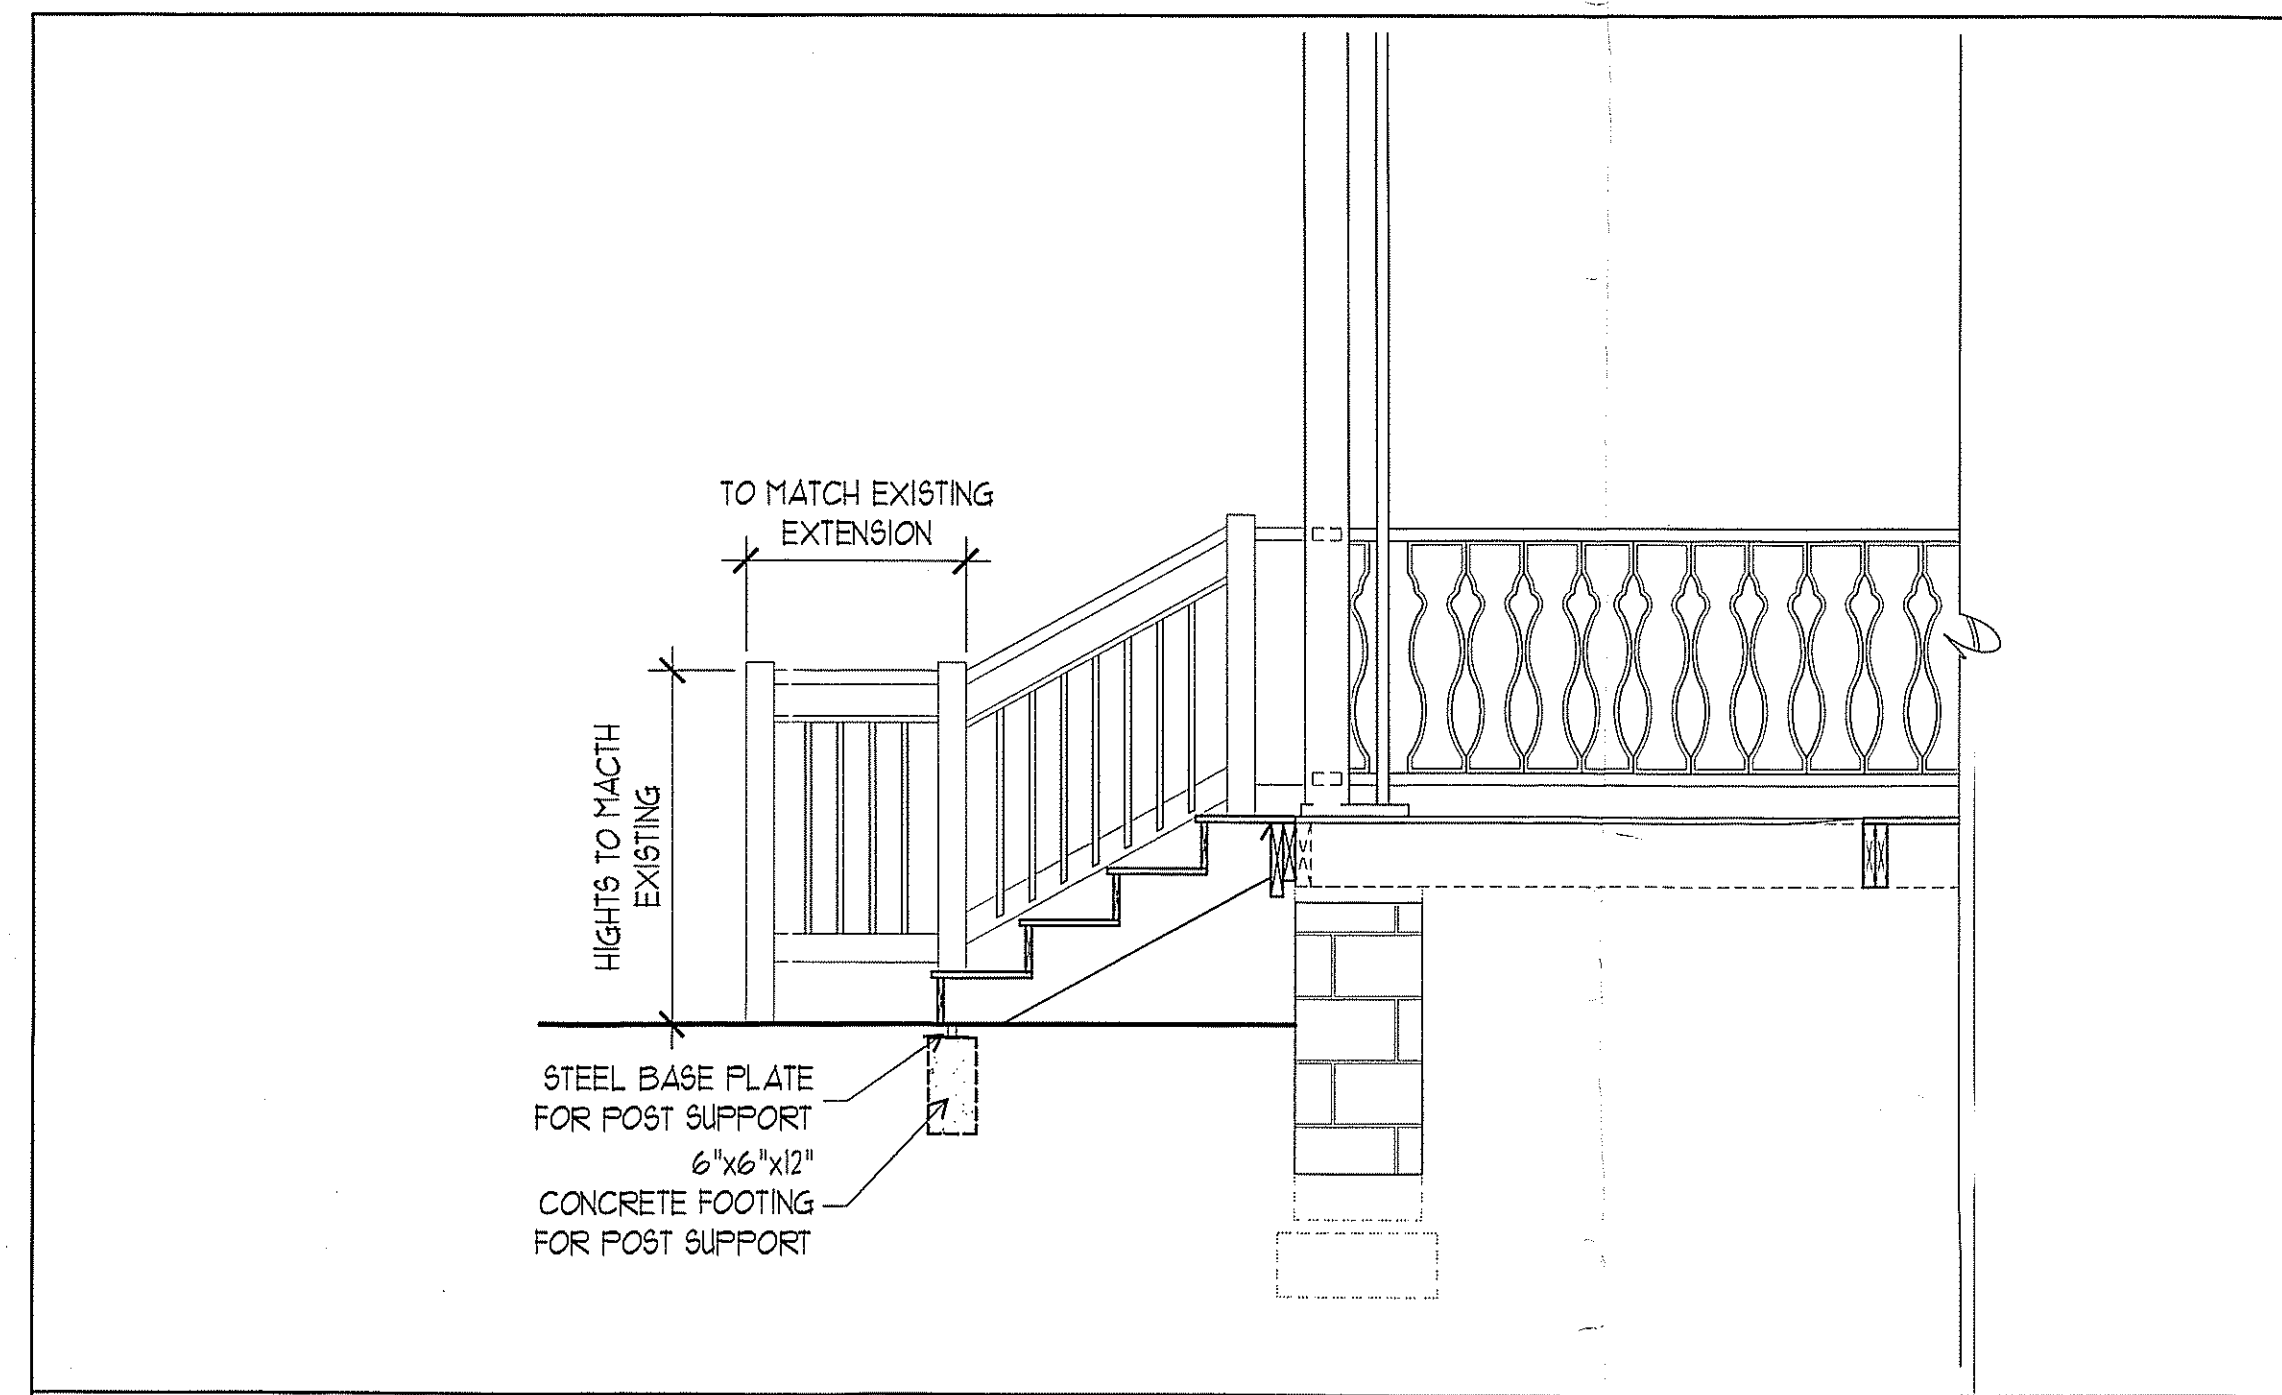 TO MATCH EXISTING
EXTENSION
HIGHTS TO MACTH
EXISTING
STEEL BASE PLATE
FOR POST SUPPORT
6"x6"x12"
CONCRETE FOOTING
FOR POST SUPPORT